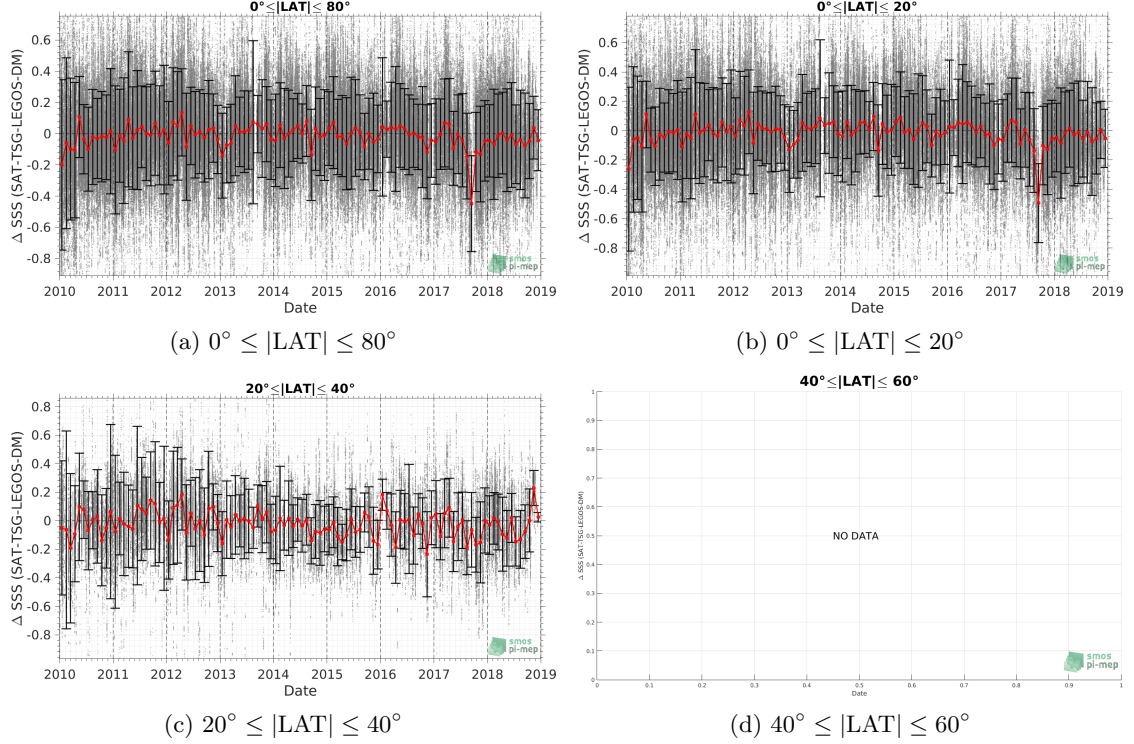 0°≤|LAT|≤ 80°
Δ SSS (SAT-TSG-LEGOS-DM)
0.6
0.4
0.2
0
-0.2
-0.4
-0.6
-0.8
smos
pi-mep
2010 2011 2012 2013 2014 2015 2016 2017 2018 2019
Date
(a) 0° ≤ |LAT| ≤ 80°
0°≤|LAT|≤ 20°
Δ SSS (SAT-TSG-LEGOS-DM)
0.6
0.4
0.2
0
-0.2
-0.4
-0.6
-0.8
smos
pi-mep
2010 2011 2012 2013 2014 2015 2016 2017 2018 2019
Date
(b) 0° ≤ |LAT| ≤ 20°
20°≤|LAT|≤ 40°
Δ SSS (SAT-TSG-LEGOS-DM)
0.8
0.6
0.4
0.2
0
-0.2
-0.4
-0.6
-0.8
smos
pi-mep
2010 2011 2012 2013 2014 2015 2016 2017 2018 2019
Date
(c) 20° ≤ |LAT| ≤ 40°
40°≤|LAT|≤ 60°
Δ SSS (SAT-TSG-LEGOS-DM)
1
0.9
0.8
0.7
0.6
0.5
0.4
0.3
0.2
0.1
0
NO DATA
smos
pi-mep
0 0.1 0.2 0.3 0.4 0.5 0.6 0.7 0.8 0.9 1
Date
(d) 40° ≤ |LAT| ≤ 60°